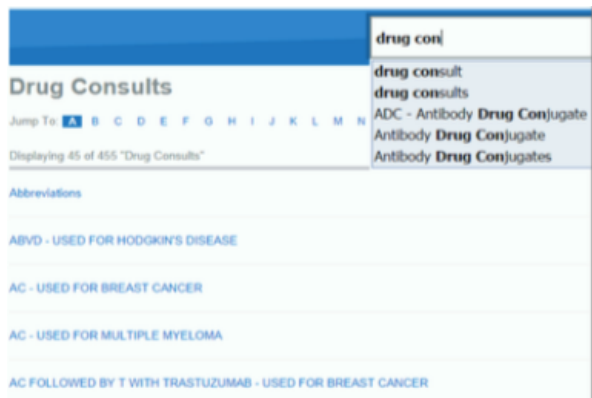 drug con
drug consult
drug consults
ADC - Antibody Drug Conjugate
Antibody Drug Conjugate
Antibody Drug Conjugates
Drug Consults
Jump To: A B C D E F G H I J K L M N
Displaying 45 of 455 "Drug Consults"
Abbreviations
ABVD - USED FOR HODGKIN'S DISEASE
AC - USED FOR BREAST CANCER
AC - USED FOR MULTIPLE MYELOMA
AC FOLLOWED BY T WITH TRASTUZUMAB - USED FOR BREAST CANCER